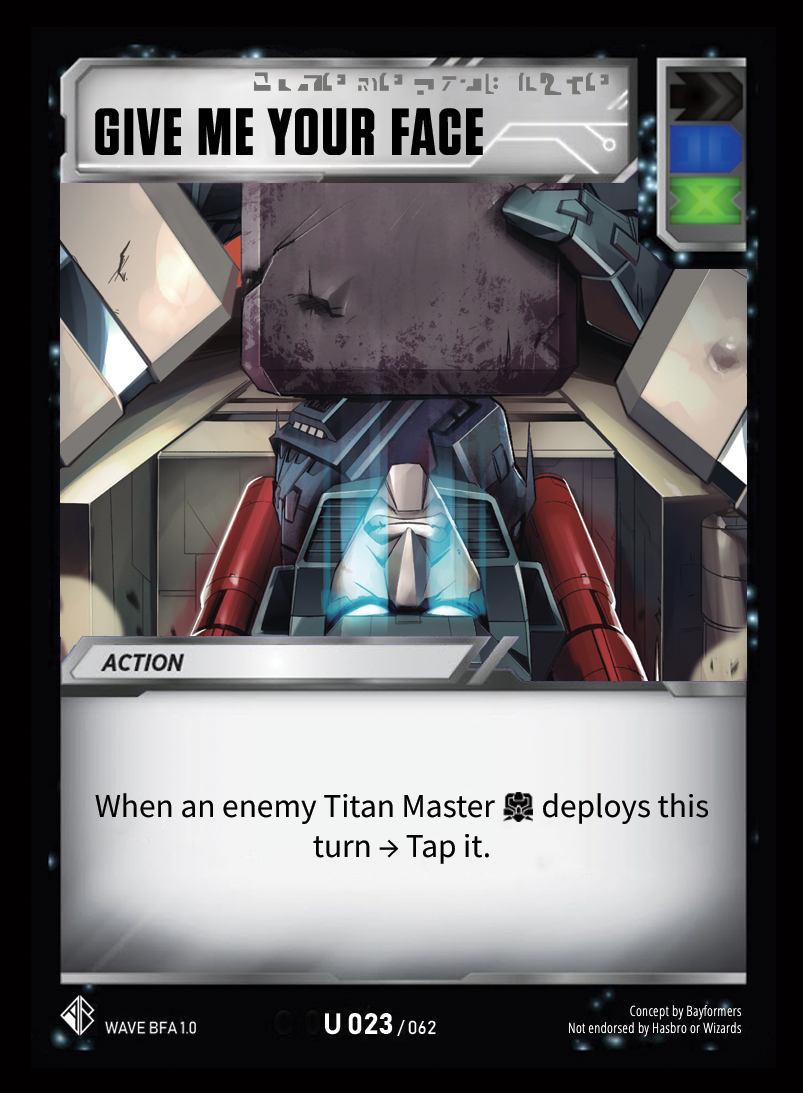 GIVE ME YOUR FACE
ACTION
When an enemy Titan Master deploys this
turn → Tap it.
WAVE BFA 1.0
U 023/062
Concept by Bayformers
Not endorsed by Hasbro or Wizards